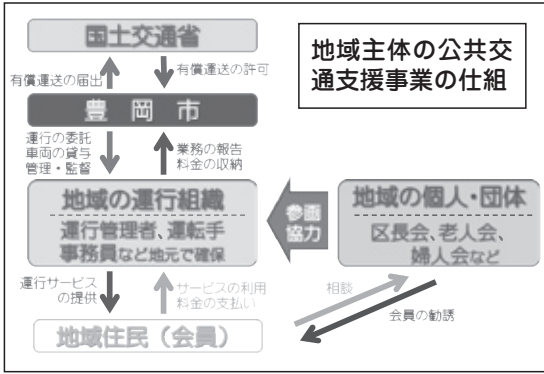 国土交通省
地域主体の公共交
通支援事業の仕組
有償運送の届出
有償運送の許可
豊岡市
運行の委託
車両の貸与
管理・監督
業務の報告
料金の収納
地域の運行組織
運行管理者、運転手
事務員など地元で確保
参画
協力
地域の個人・団体
区長会、老人会、
婦人会など
運行サービス
の提供
サービスの利用
料金の支払い
相談
会員の勧誘
地域住民(会員)